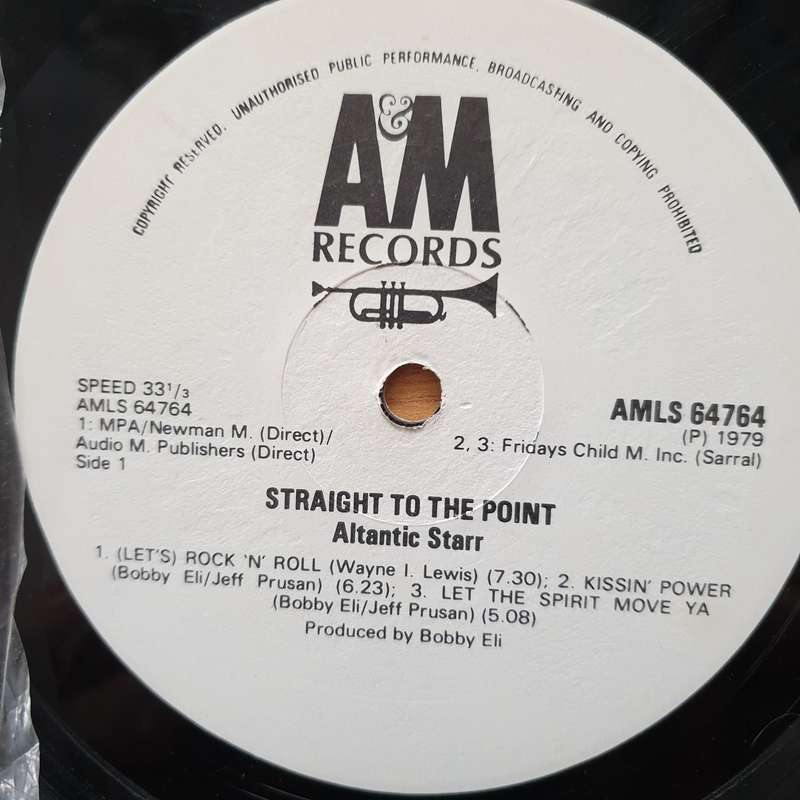 COPYRIGHT RESERVED. UNAUTHORISED PUBLIC PERFORMANCE, BROADCASTING AND COPYING PROHIBITED
A&M
RECORDS
SPEED 33 1/3
AMLS 64764
1: MPA/Newman M. (Direct)/
Audio M. Publishers (Direct)
Side 1
AMLS 64764
(P) 1979
2, 3: Fridays Child M. Inc. (Sarral)
STRAIGHT TO THE POINT
Altantic Starr
1. (LET'S) ROCK 'N' ROLL (Wayne I. Lewis) (7.30); 2. KISSIN' POWER
(Bobby Eli/Jeff Prusan) (6.23); 3. LET THE SPIRIT MOVE YA
(Bobby Eli/Jeff Prusan) (5.08)
Produced by Bobby Eli